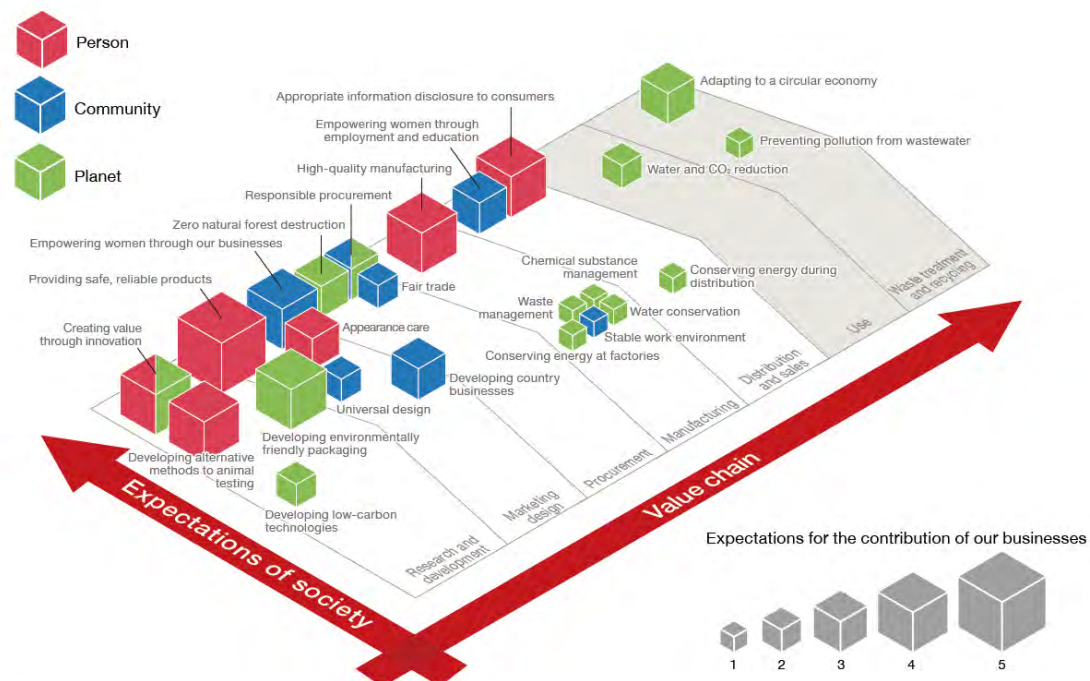 Person
Community
Planet
Appropriate information disclosure to consumers
Empowering women through
employment and education
High-quality manufacturing
Responsible procurement
Zero natural forest destruction
Empowering women through our businesses
Providing safe, reliable products
Creating value
through innovation
Adapting to a circular economy
Preventing pollution from wastewater
Water and CO₂ reduction
Chemical substance
management
Conserving energy during
distribution
Fair trade
Waste
management
Water conservation
Appearance care
Stable work environment
Conserving energy at factories
Developing country
businesses
Universal design
Developing environmentally
friendly packaging
Developing alternative
methods to animal
testing
Developing low-carbon
technologies
Research and
development
Marketing
design
Procurement
Manufacturing
Distribution
and sales
Use
Waste treatment
and recycling
Expectations of society
Value chain
Expectations for the contribution of our businesses
1
2
3
4
5